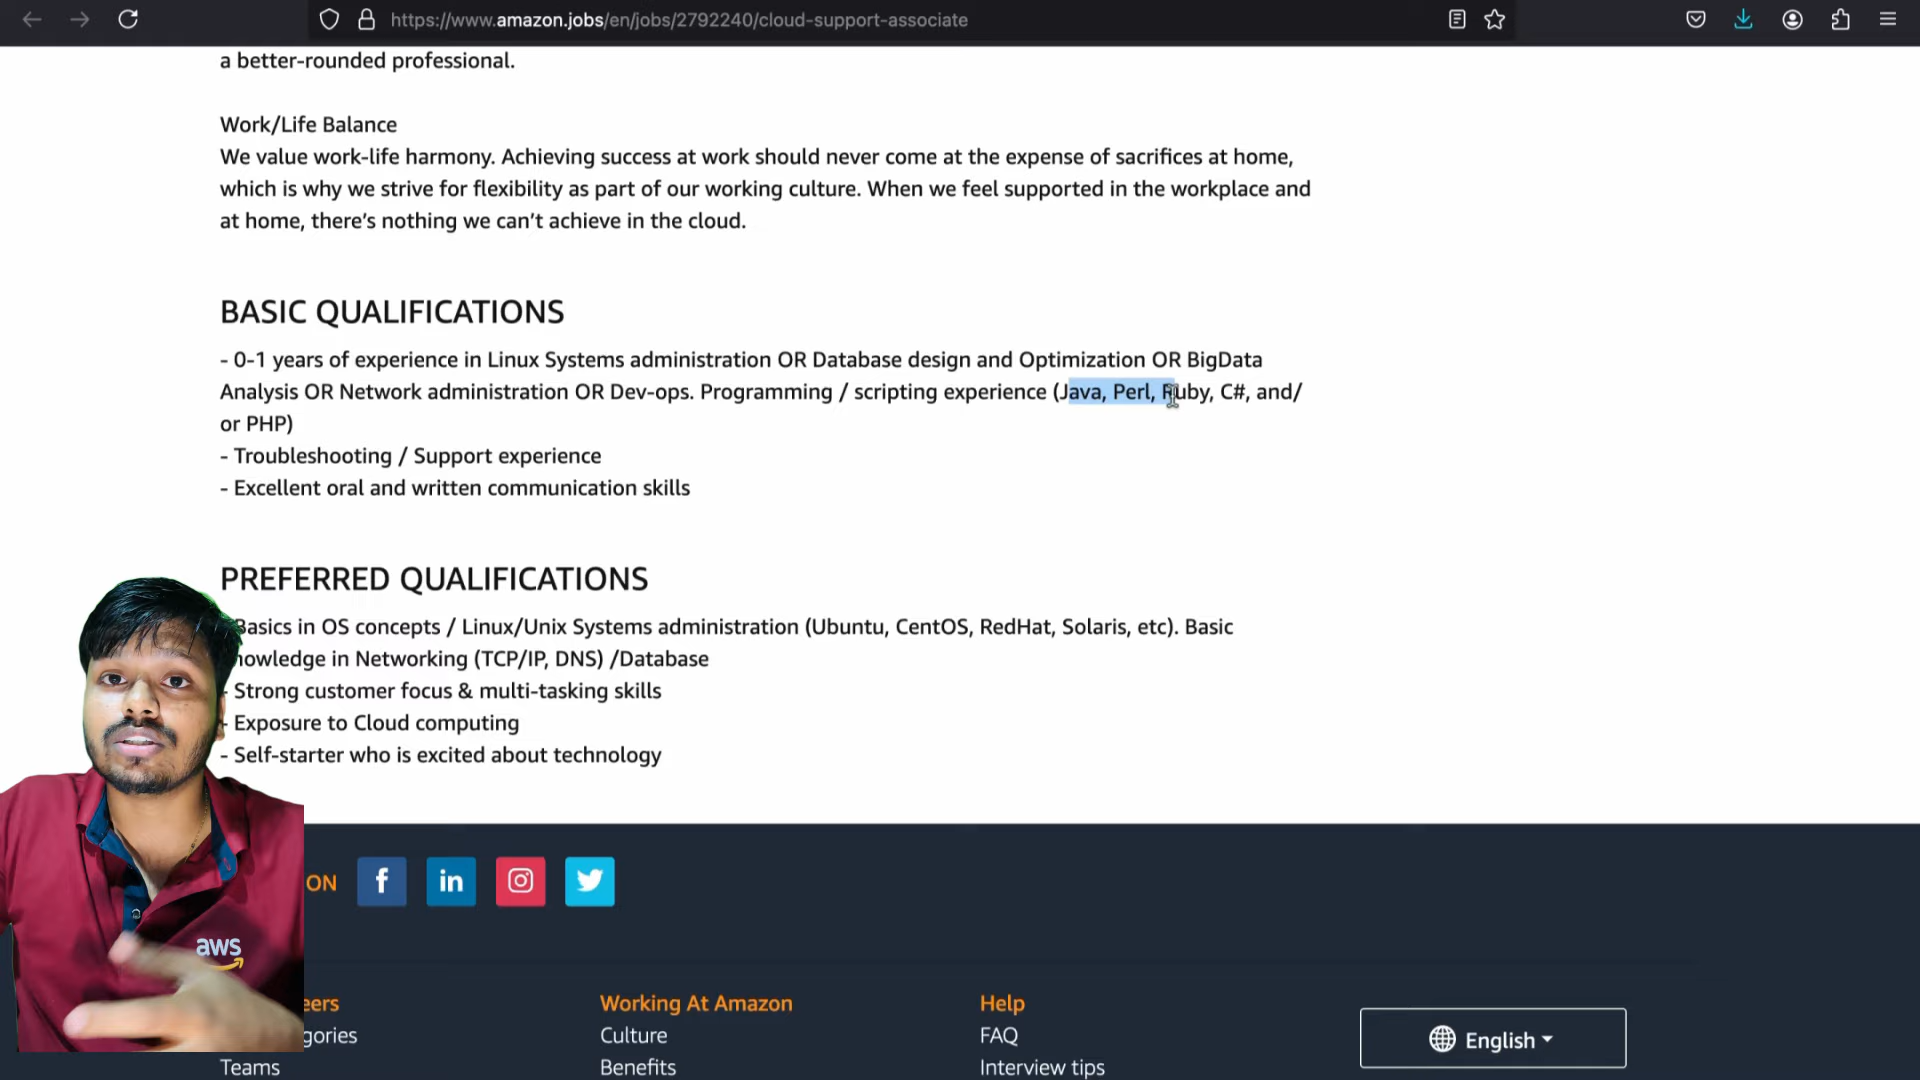 https://www.amazon.jobs/en/jobs/2792240/cloud-support-associate
a better-rounded professional.
Work/Life Balance
We value work-life harmony. Achieving success at work should never come at the expense of sacrifices at home,
which is why we strive for flexibility as part of our working culture. When we feel supported in the workplace and
at home, there’s nothing we can’t achieve in the cloud.
BASIC QUALIFICATIONS
- 0-1 years of experience in Linux Systems administration OR Database design and Optimization OR BigData
Analysis OR Network administration OR Dev-ops. Programming / scripting experience (Java, Perl, Ruby, C#, and/
or PHP)
- Troubleshooting / Support experience
- Excellent oral and written communication skills
PREFERRED QUALIFICATIONS
Basics in OS concepts / Linux/Unix Systems administration (Ubuntu, CentOS, RedHat, Solaris, etc). Basic
nowledge in Networking (TCP/IP, DNS) /Database
- Strong customer focus & multi-tasking skills
- Exposure to Cloud computing
- Self-starter who is excited about technology
ON f in
aws
eers Working At Amazon Help
gories Culture FAQ
English
Teams Benefits Interview tips